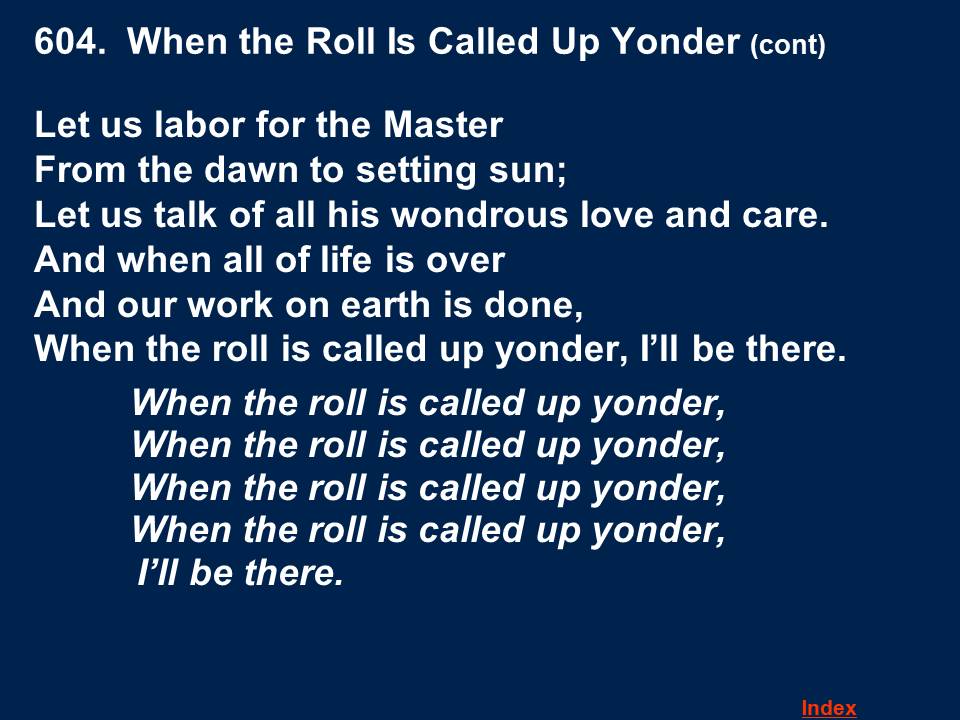 604.  When the Roll Is Called Up Yonder (cont)
Let us labor for the Master
From the dawn to setting sun;
Let us talk of all his wondrous love and care.
And when all of life is over
And our work on earth is done,
When the roll is called up yonder, I’ll be there.
When the roll is called up yonder,
When the roll is called up yonder,
When the roll is called up yonder,
When the roll is called up yonder,
I’ll be there.
Index